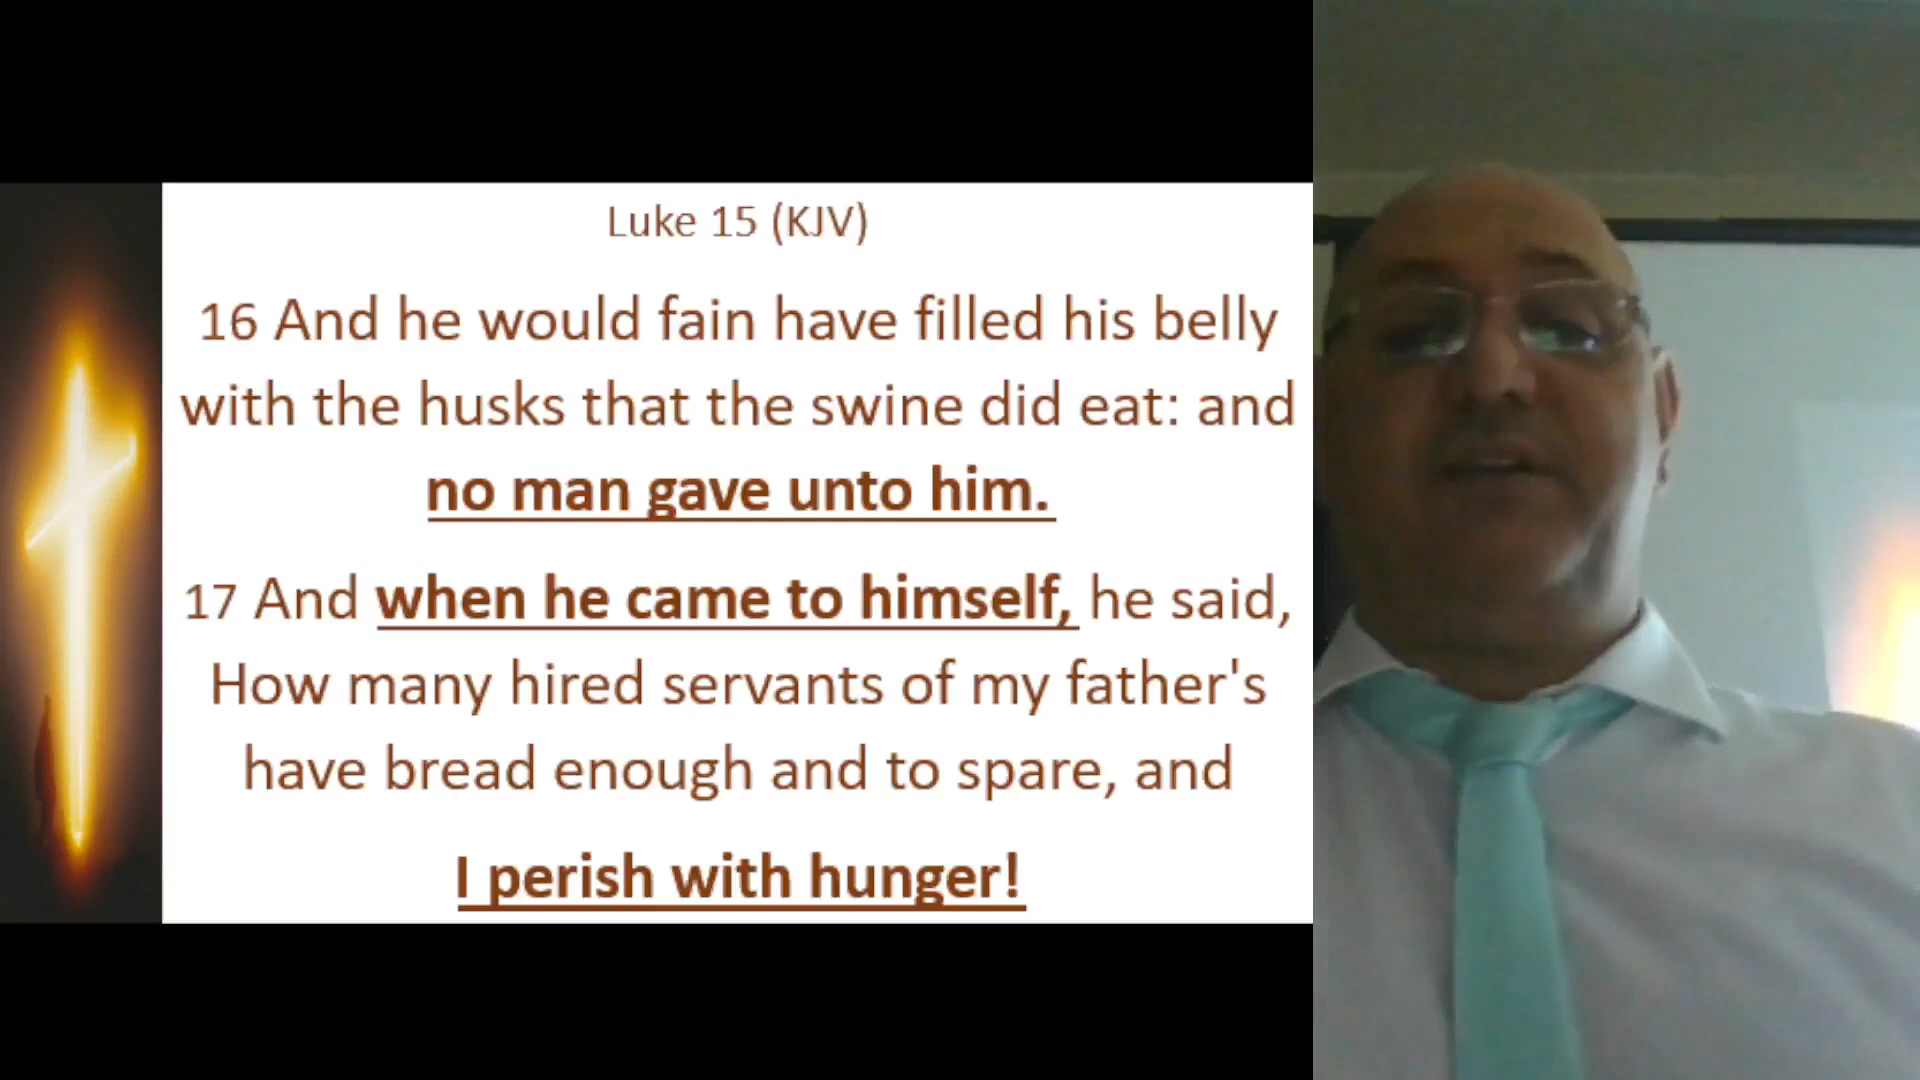 Luke 15 (KJV)
16 And he would fain have filled his belly
with the husks that the swine did eat: and
no man gave unto him.
17 And when he came to himself, he said,
How many hired servants of my father's
have bread enough and to spare, and
I perish with hunger!